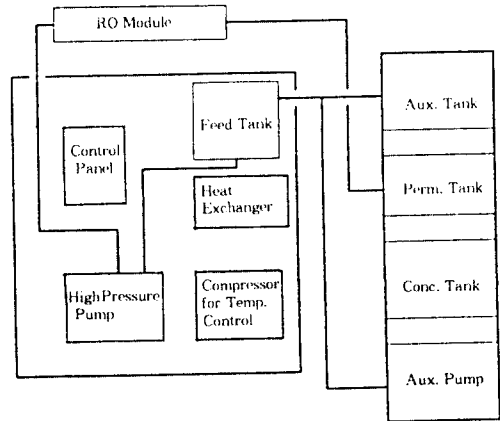 RO Module
Feed Tank
Aux. Tank
Control
Panel
Heat
Exchanger
Perm. Tank
High Pressure
Pump
Compressor
for Temp.
Control
Conc. Tank
Aux. Pump